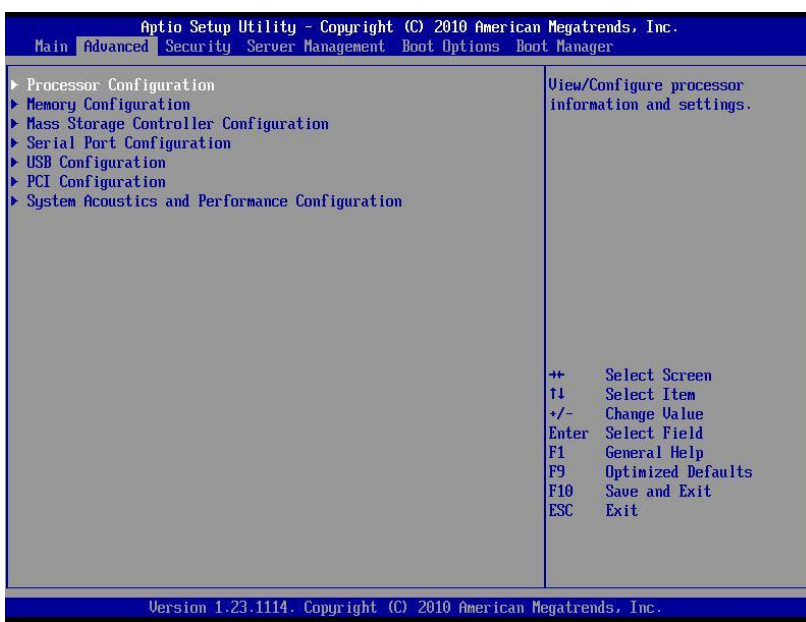 Aptio Setup Utility - Copyright (C) 2010 American Megatrends, Inc.
Main Advanced Security Server Management Boot Options Boot Manager
Processor Configuration
Memory Configuration
Mass Storage Controller Configuration
Serial Port Configuration
USB Configuration
PCI Configuration
System Acoustics and Performance Configuration
View/Configure processor
information and settings.
→← Select Screen
↑↓ Select Item
+/- Change Value
Enter Select Field
F1 General Help
F9 Optimized Defaults
F10 Save and Exit
ESC Exit
Version 1.23.1114. Copyright (C) 2010 American Megatrends, Inc.